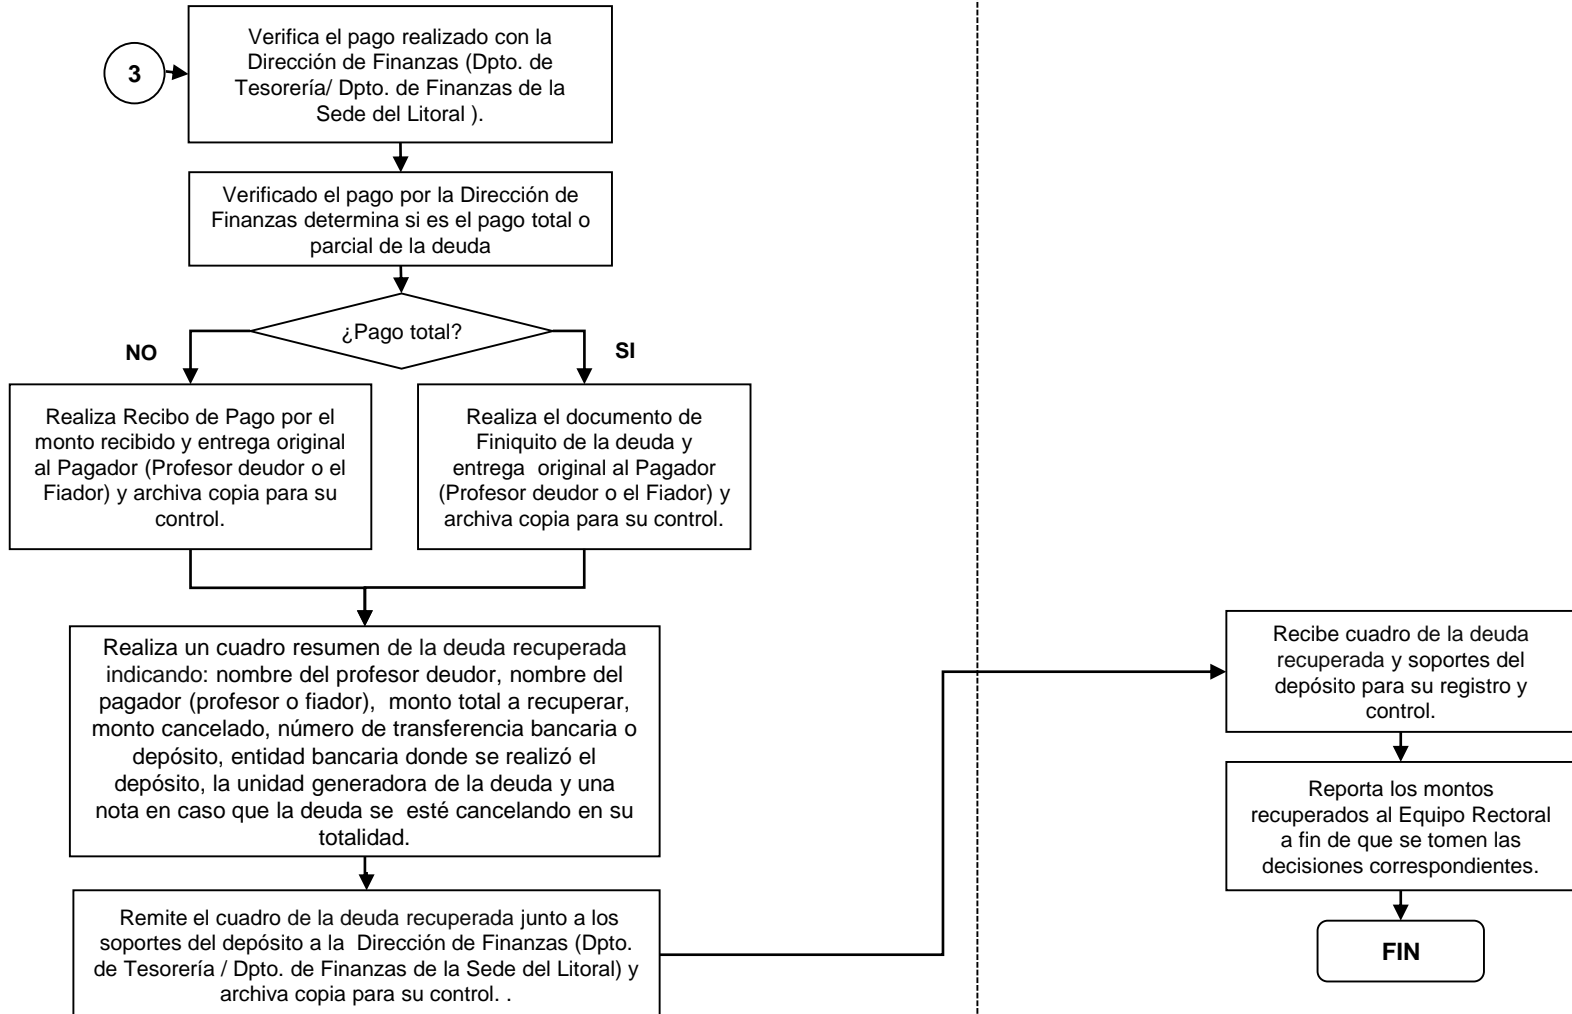 3
Verifica el pago realizado con la
Dirección de Finanzas (Dpto. de
Tesorería/ Dpto. de Finanzas de la
Sede del Litoral ).
Verificado el pago por la Dirección de
Finanzas determina si es el pago total o
parcial de la deuda
¿Pago total?
NO
SI
Realiza Recibo de Pago por el
monto recibido y entrega original
al Pagador (Profesor deudor o el
Fiador) y archiva copia para su
control.
Realiza el documento de
Finiquito de la deuda y
entrega original al Pagador
(Profesor deudor o el Fiador) y
archiva copia para su control.
Realiza un cuadro resumen de la deuda recuperada
indicando: nombre del profesor deudor, nombre del
pagador (profesor o fiador), monto total a recuperar,
monto cancelado, número de transferencia bancaria o
depósito, entidad bancaria donde se realizó el
depósito, la unidad generadora de la deuda y una
nota en caso que la deuda se esté cancelando en su
totalidad.
Remite el cuadro de la deuda recuperada junto a los
soportes del depósito a la Dirección de Finanzas (Dpto.
de Tesorería / Dpto. de Finanzas de la Sede del Litoral) y
archiva copia para su control. .
Recibe cuadro de la deuda
recuperada y soportes del
depósito para su registro y
control.
Reporta los montos
recuperados al Equipo Rectoral
a fin de que se tomen las
decisiones correspondientes.
FIN